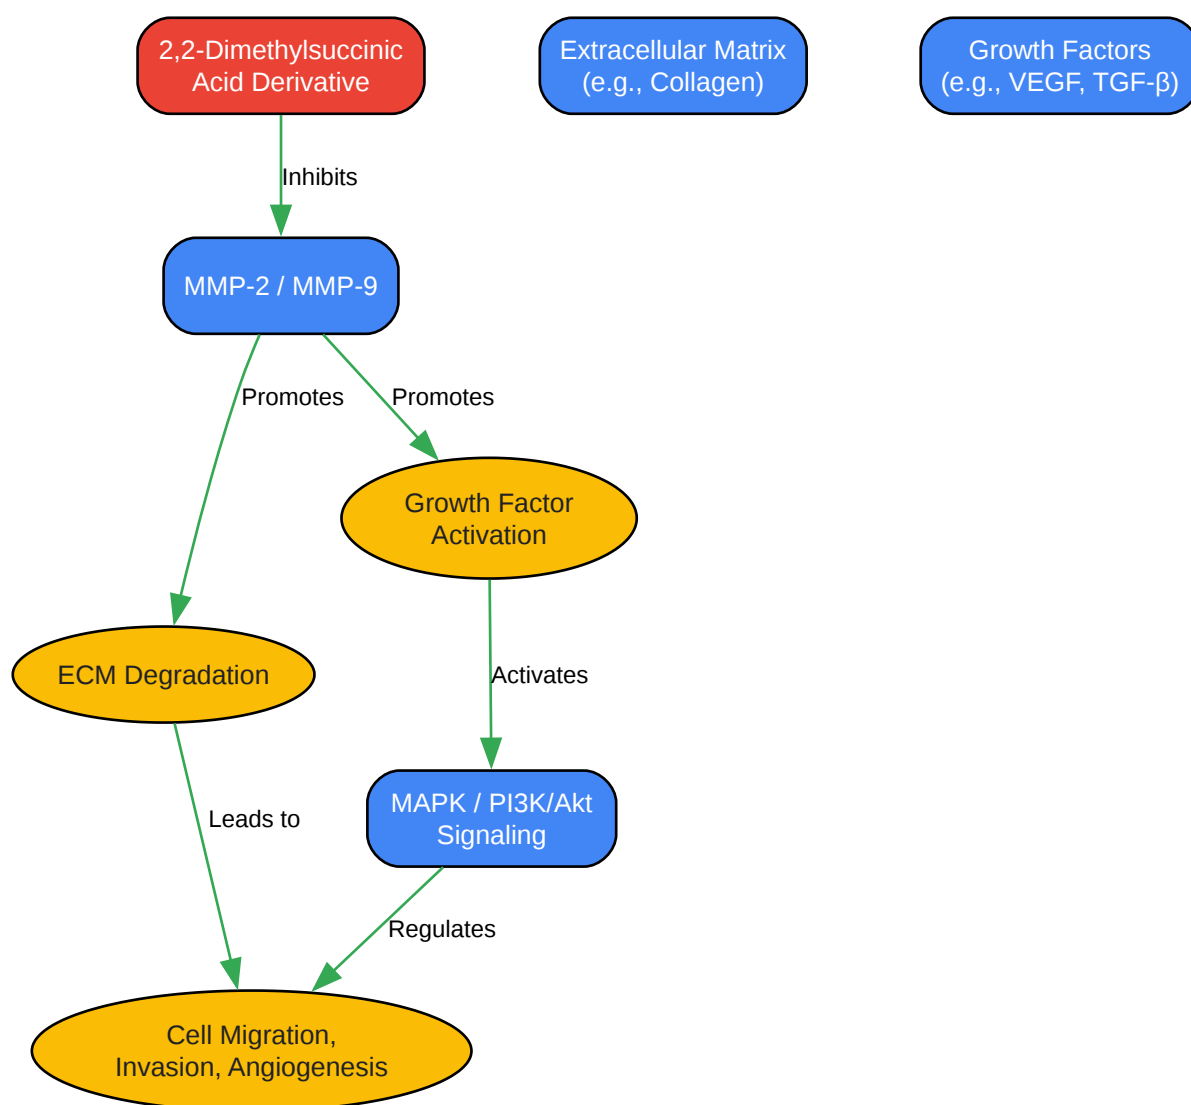 2,2-Dimethylsuccinic
Acid Derivative
Extracellular Matrix
(e.g., Collagen)
Growth Factors
(e.g., VEGF, TGF-β)
Inhibits
MMP-2 / MMP-9
Promotes
Promotes
Growth Factor
Activation
ECM Degradation
Activates
MAPK / PI3K/Akt
Signaling
Leads to
Regulates
Cell Migration,
Invasion, Angiogenesis